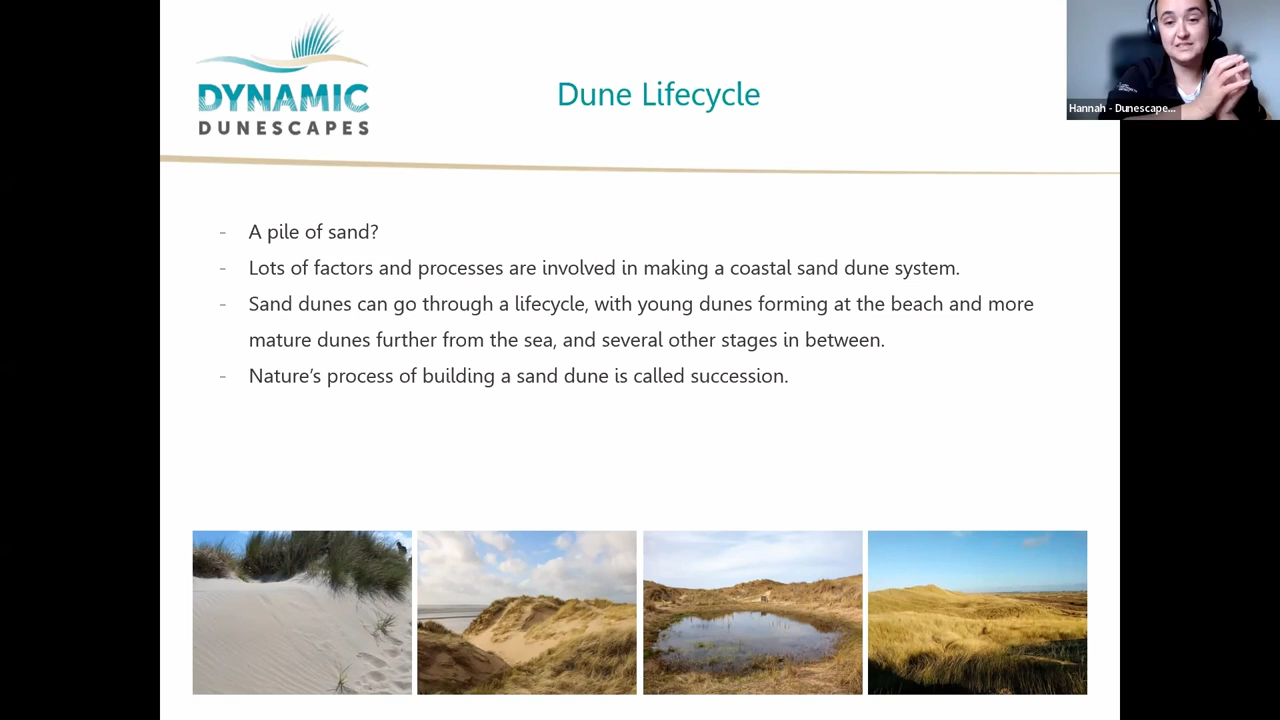 DYNAMIC
DUNESCAPES
Dune Lifecycle
Hannah - Dunescape...
- A pile of sand?
- Lots of factors and processes are involved in making a coastal sand dune system.
- Sand dunes can go through a lifecycle, with young dunes forming at the beach and more
mature dunes further from the sea, and several other stages in between.
- Nature’s process of building a sand dune is called succession.